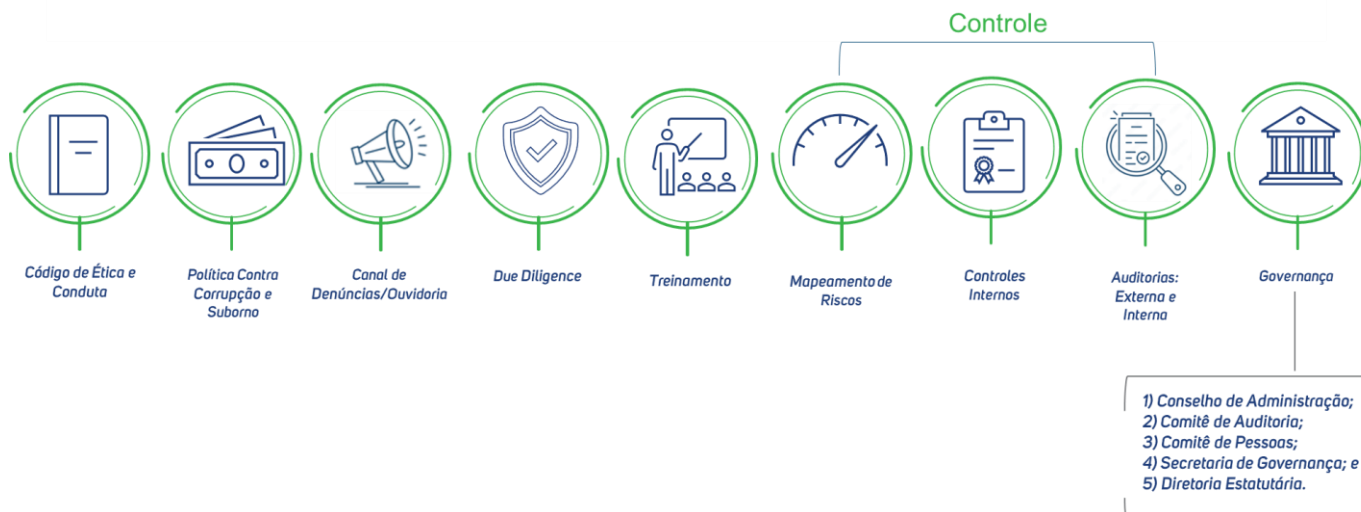 Controle
Código de Ética e
Conduta
Política Contra
Corrupção e
Suborno
Canal de
Denúncias/Ouvidoria
Due Diligence
Treinamento
Mapeamento de
Riscos
Controles
Internos
Auditorias:
Externa e
Interna
Governança
1) Conselho de Administração;
2) Comitê de Auditoria;
3) Comitê de Pessoas;
4) Secretaria de Governança; e
5) Diretoria Estatutária.